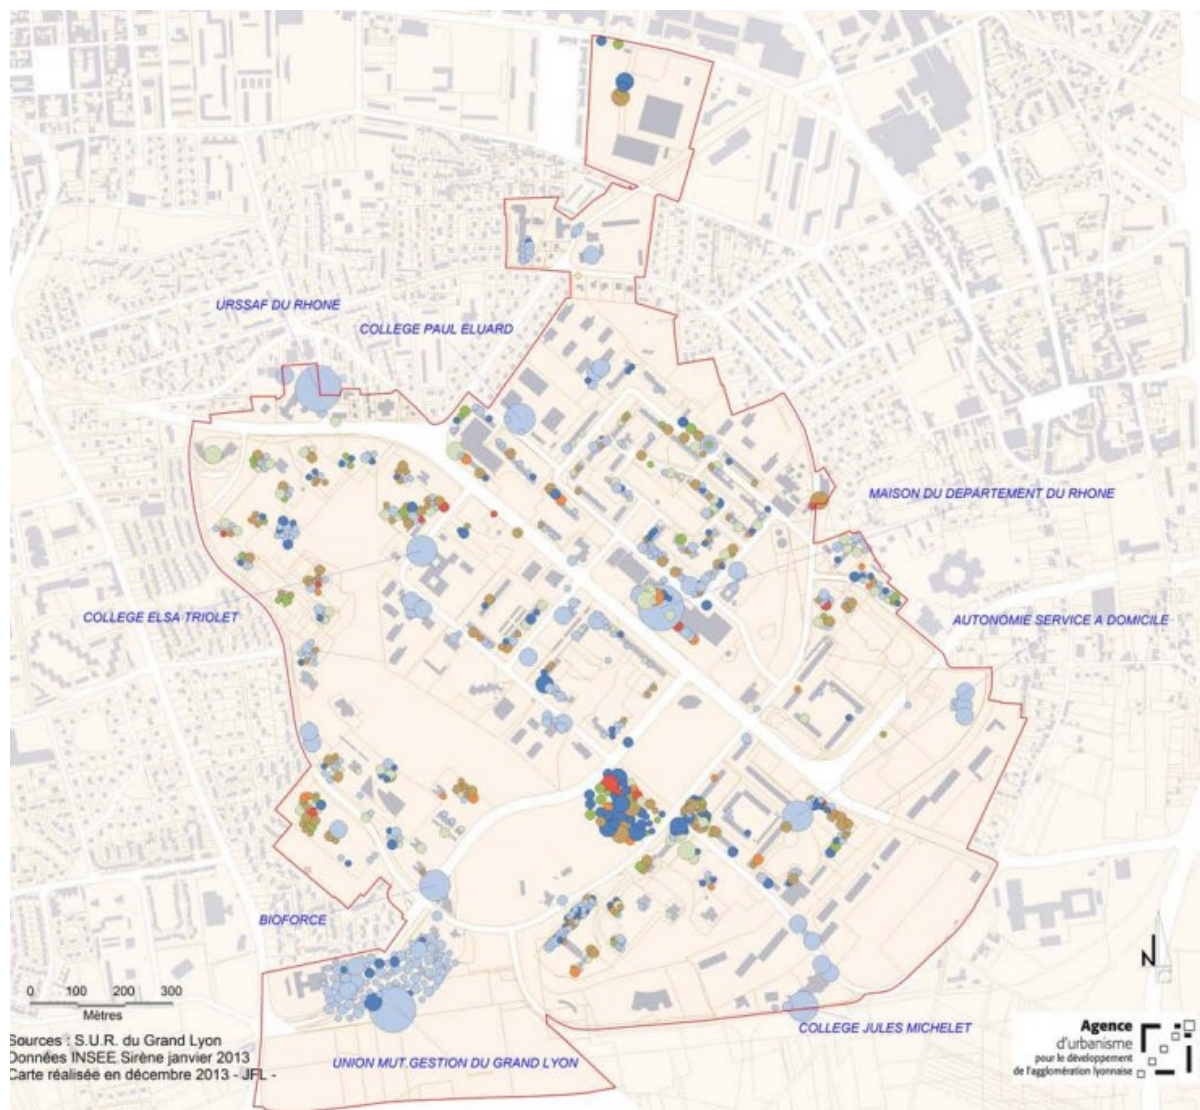 URSSAF DU RHONE
COLLEGE PAUL ELUARD
MAISON DU DEPARTEMENT DU RHONE
COLLEGE ELSA TRIOLET
AUTONOMIE SERVICE A DOMICILE
BIOFORCE
N
0 100 200 300
Mètres
COLLEGE JULES MICHELET
Sources : S.U.R. du Grand Lyon
Données INSEE Sirène janvier 2013
Carte réalisée en décembre 2013 - JFL -
UNION MUT.GESTION DU GRAND LYON
Agence
d'urbanisme
pour le développement
de l'agglomération lyonnaise